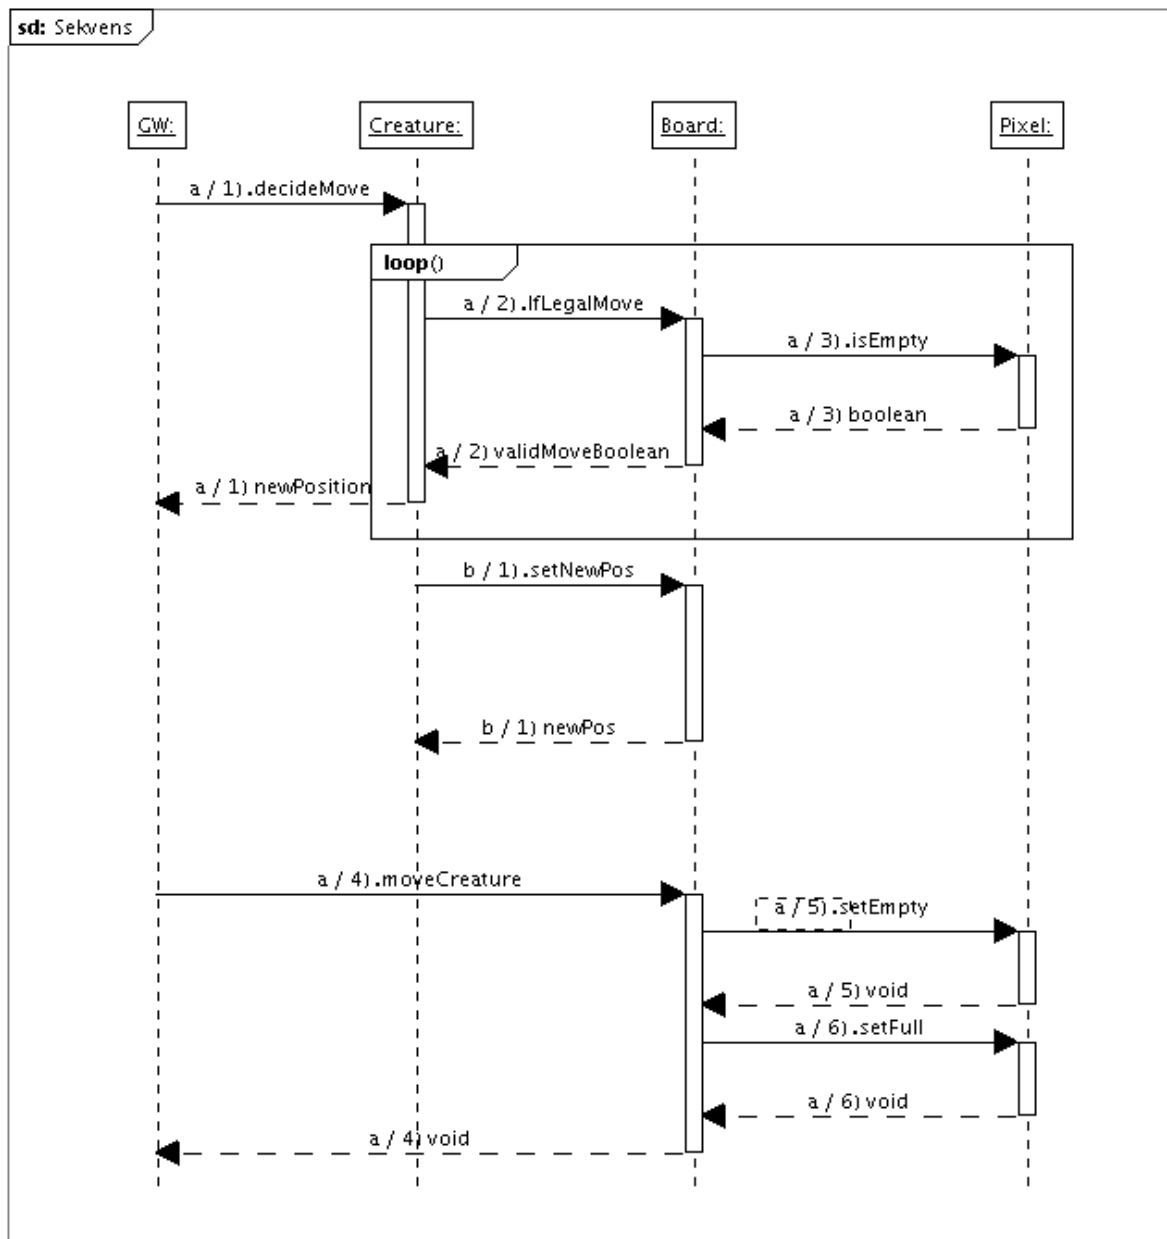 sd: Sekvens
GW:
Creature:
Board:
Pixel:
a / 1).decideMove
loop()
a / 2).IfLegalMove
a / 3).isEmpty
a / 3) boolean
a / 2) validMoveBoolean
a / 1) newPosition
b / 1).setNewPos
b / 1) newPos
a / 4).moveCreature
a / 5).setEmpty
a / 5) void
a / 6).setFull
a / 6) void
a / 4) void